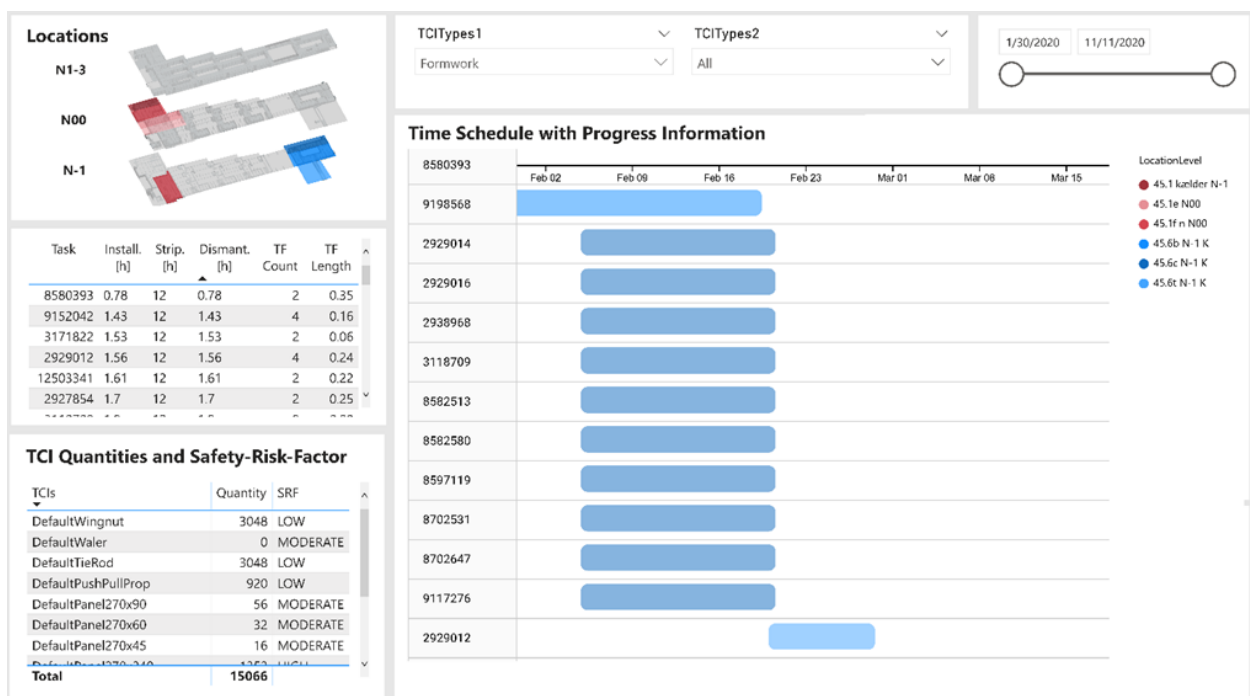 Locations
N1-3
N00
N-1
TCITypes1
Formwork
TCITypes2
All
1/30/2020 11/11/2020
Task Install. [h] Strip. [h] Dismant. [h] TF Count TF Length
8580393 0.78 12 0.78 2 0.35
9152042 1.43 12 1.43 4 0.16
3171822 1.53 12 1.53 2 0.06
2929012 1.56 12 1.56 4 0.24
12503341 1.61 12 1.61 2 0.22
2927854 1.7 12 1.7 2 0.25
TCI Quantities and Safety-Risk-Factor
TCIs Quantity SRF
DefaultWingnut 3048 LOW
DefaultWaler 0 MODERATE
DefaultTieRod 3048 LOW
DefaultPushPullProp 920 LOW
DefaultPanel270x90 56 MODERATE
DefaultPanel270x60 32 MODERATE
DefaultPanel270x45 16 MODERATE
Total 15066
Time Schedule with Progress Information
8580393
Feb 02 Feb 09 Feb 16 Feb 23 Mar 01 Mar 08 Mar 15
9198568
2929014
2929016
2938968
3118709
8582513
8582580
8597119
8702531
8702647
9117276
2929012
LocationLevel
45.1 kælder N-1
45.1e N00
45.1f n N00
45.6b N-1 K
45.6c N-1 K
45.6t N-1 K